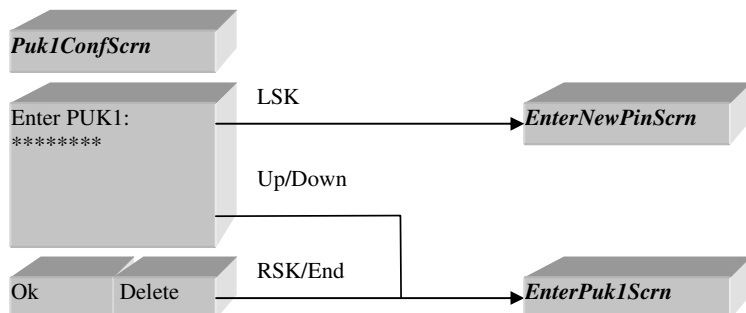 Puk1ConfScrn
Enter PUK1:
********
LSK
EnterNewPinScrn
Up/Down
RSK/End
Ok
Delete
EnterPuk1Scrn